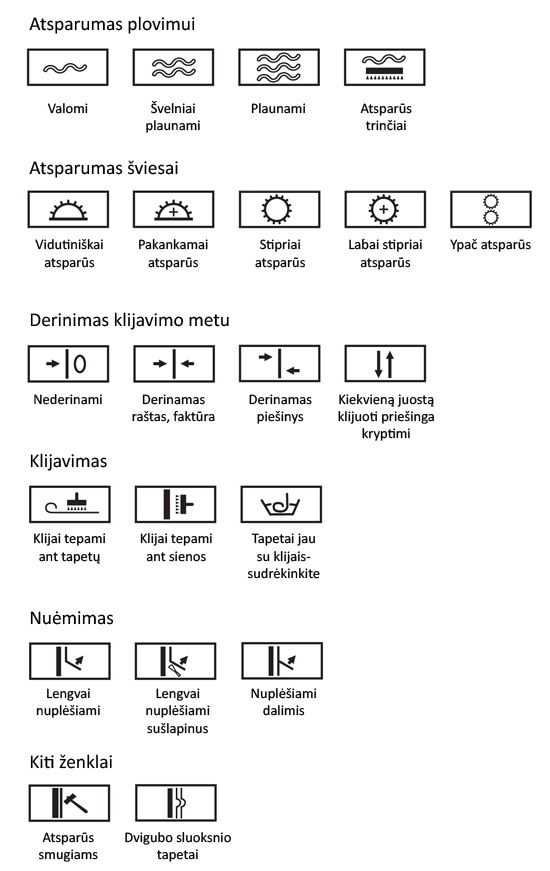 Atsparumas plovimui
Valomi
Švelniai
plaunami
Plaunami
Atsparūs
trinčiai
Atsparumas šviesai
Vidutiniškai
atsparūs
Pakankamai
atsparūs
Stipriai
atsparūs
Labai stipriai
atsparūs
Ypač atsparūs
Derinimas klijavimo metu
Nederinami
Derinamas
raštas, faktūra
Derinamas
piešinys
Kiekvieną juostą
klijuoti priešinga
kryptimi
Klijavimas
Klijai tepami
ant tapetų
Klijai tepami
ant sienos
Tapetai jau
su klijais-
sudrėkinkite
Nuėmimas
Lengvai
nuplėšiami
Lengvai
nuplėšiami
sušlapinus
Nuplėšiami
dalimis
Kiti ženklai
Atsparūs
smugiams
Dvigubo sluoksnio
tapetai